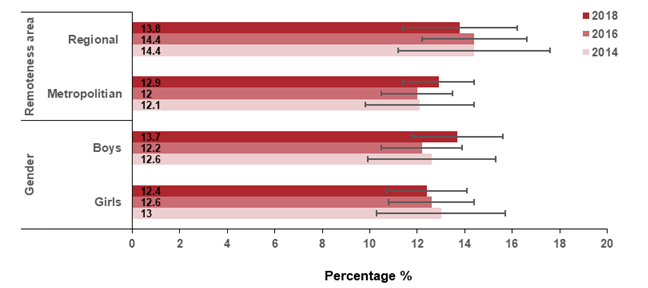 2018
2016
2014
Remoteness area
Regional
13.8
14.4
14.4
Metropolitian
12.9
12
12.1
Gender
Boys
13.7
12.2
12.6
Girls
12.4
12.6
13
0 2 4 6 8 10 12 14 16 18 20
Percentage %